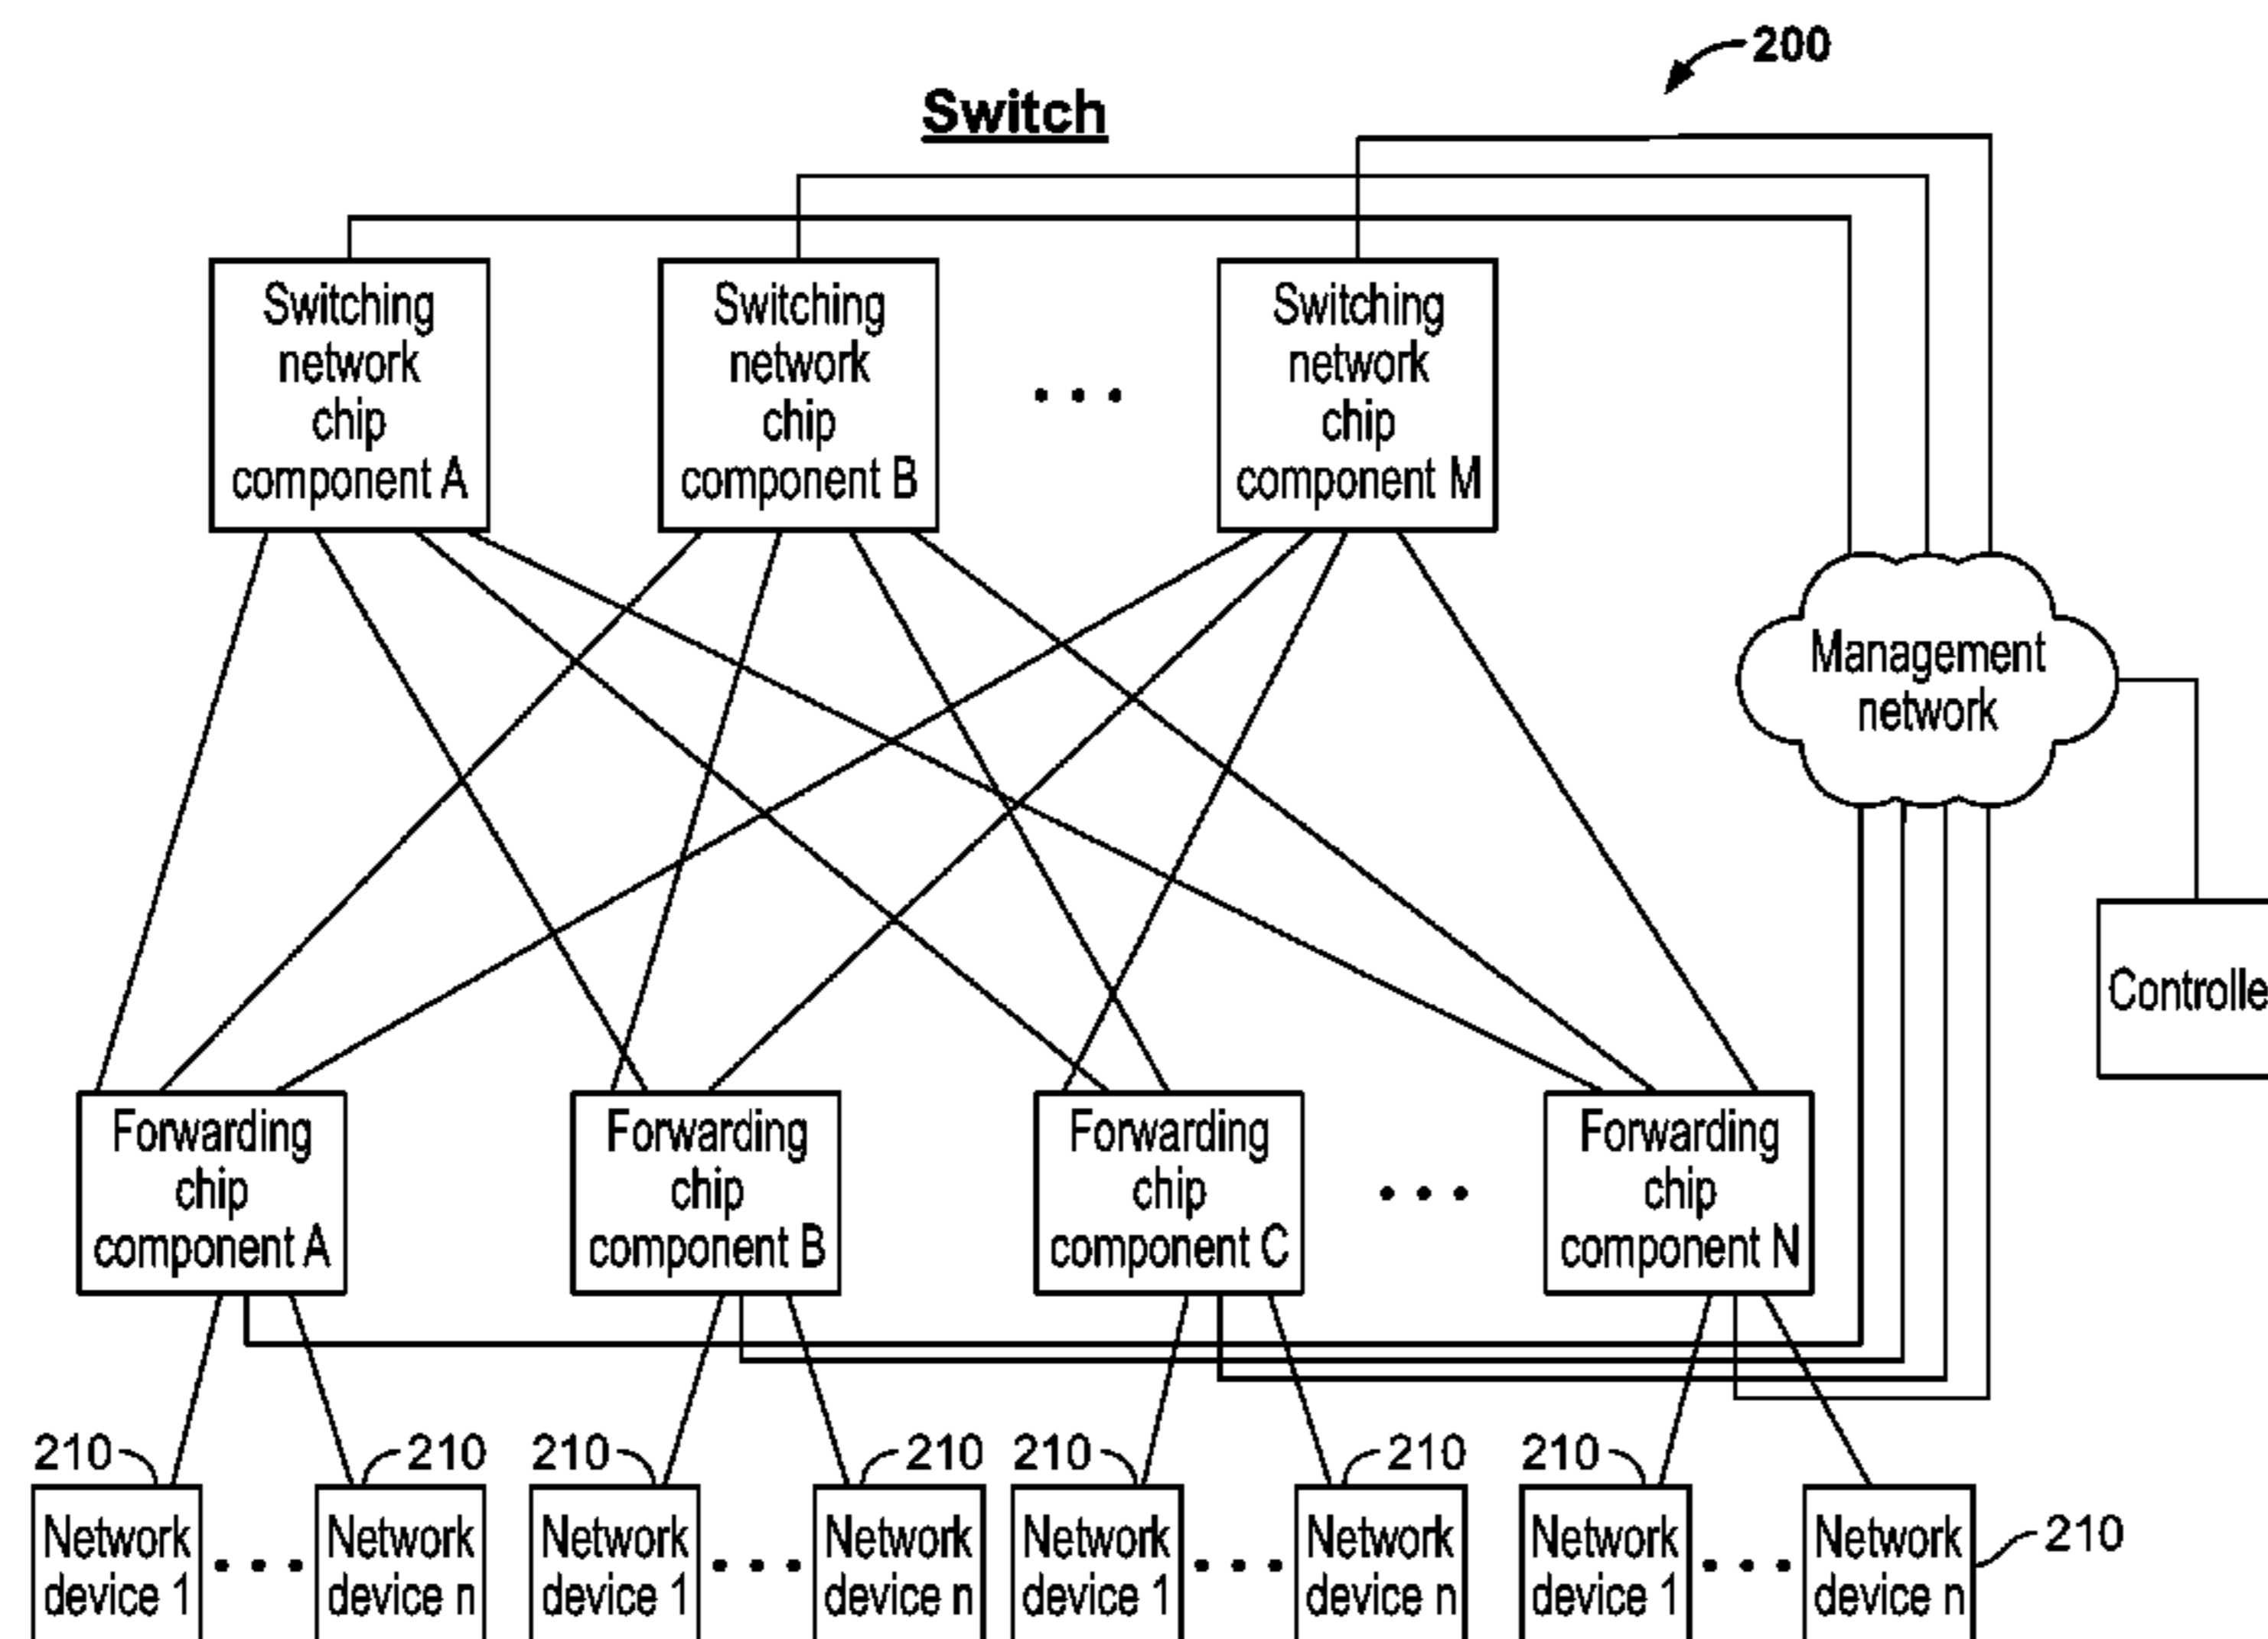 200
Switch
Switching
network
chip
component A
Switching
network
chip
component B
Switching
network
chip
component M
Management
network
Controlle
Forwarding
chip
component A
Forwarding
chip
component B
Forwarding
chip
component C
Forwarding
chip
component N
210
210
210
210
210
210
210
Network
device 1
Network
device n
Network
device 1
Network
device n
Network
device 1
Network
device n
Network
device 1
Network
device n
210